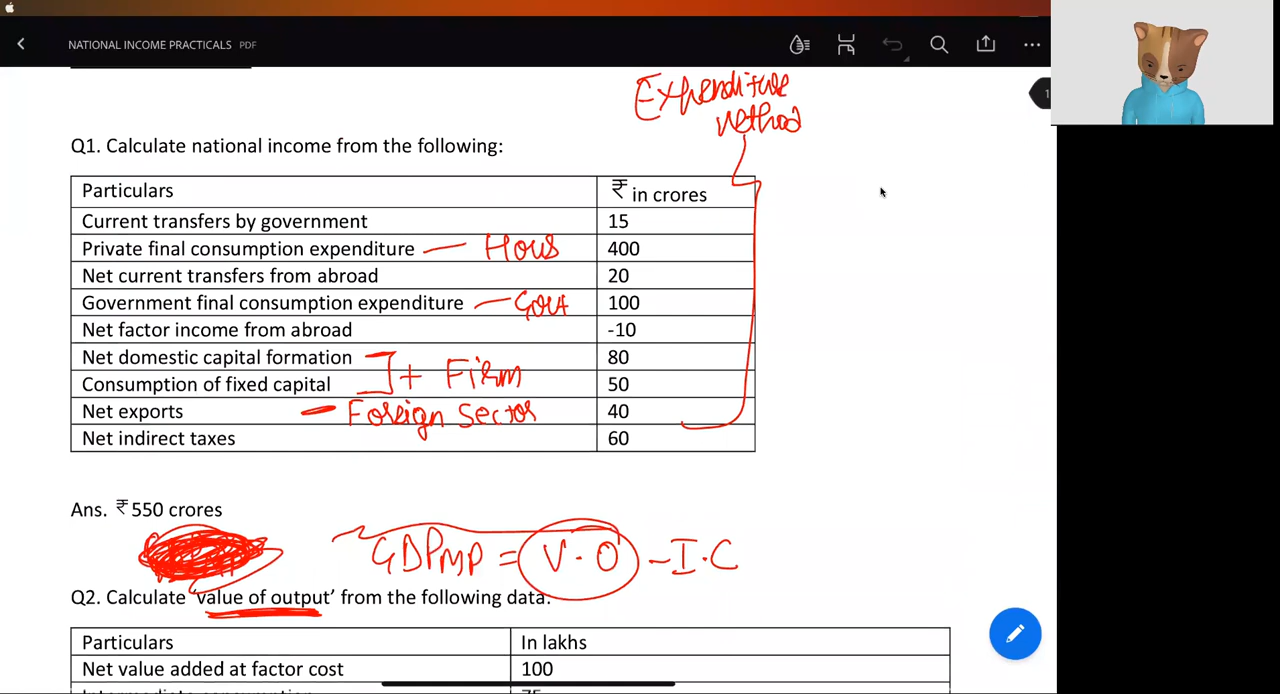 NATIONAL INCOME PRACTICALS PDF
Expenditure
method
1
Q1. Calculate national income from the following:
Particulars ₹ in crores
Current transfers by government 15
Private final consumption expenditure — Hous 400
Net current transfers from abroad 20
Government final consumption expenditure — Govt 100
Net factor income from abroad -10
Net domestic capital formation 80
+ Firm
Consumption of fixed capital 50
Net exports — Foreign Sector 40
Net indirect taxes 60
Ans. ₹550 crores
GDPMP = V.O - I.C
Q2. Calculate 'value of output' from the following data:
Particulars In lakhs
Net value added at factor cost 100
Intermediate consumption 75